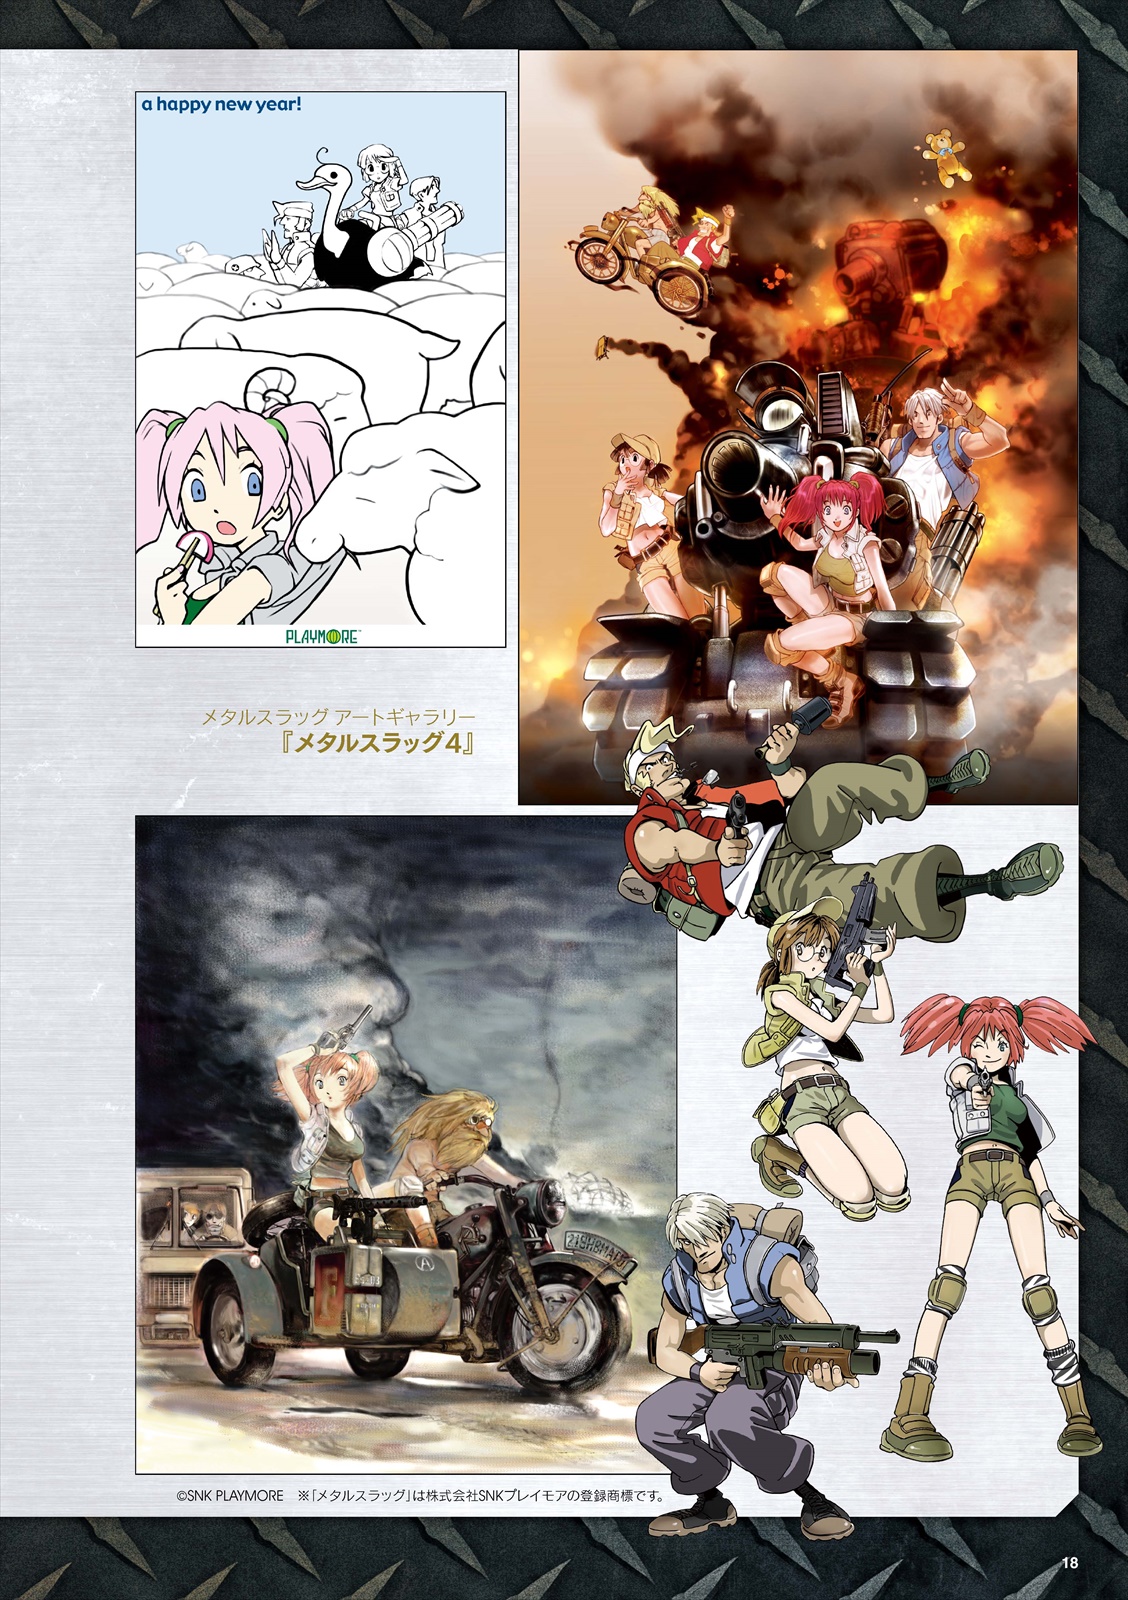 a happy new year!
PLAYMORE™
メタルスラッグ アートギャラリー
『メタルスラッグ4』
©SNK PLAYMORE ※「メタルスラッグ」は株式会社SNKプレイモアの登録商標です。
18